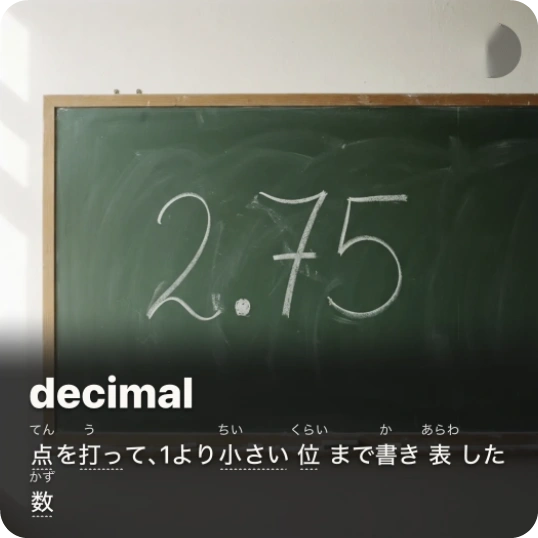 2.75
decimal
てん う ちい くらい か あらわ
点を打って、1より小さい 位 まで書き 表 した
かず
数